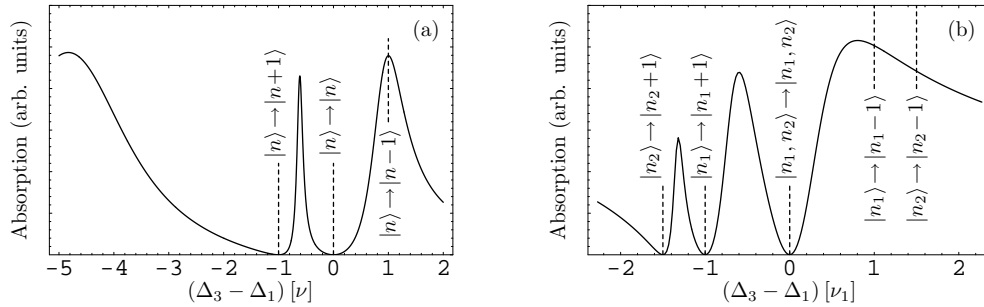 (a)
Absorption (arb. units)
|n⟩→|n+1⟩
|n⟩→|n⟩
|n⟩→|n−1⟩
-5 -4 -3 -2 -1 0 1 2
(Δ₃ − Δ₁) [ν]
(b)
Absorption (arb. units)
|n₂⟩→|n₂+1⟩
|n₁⟩→|n₁+1⟩
|n₁, n₂⟩→|n₁, n₂⟩
|n₁⟩→|n₁−1⟩
|n₂⟩→|n₂−1⟩
-2 -1 0 1 2
(Δ₃ − Δ₁) [ν₁]